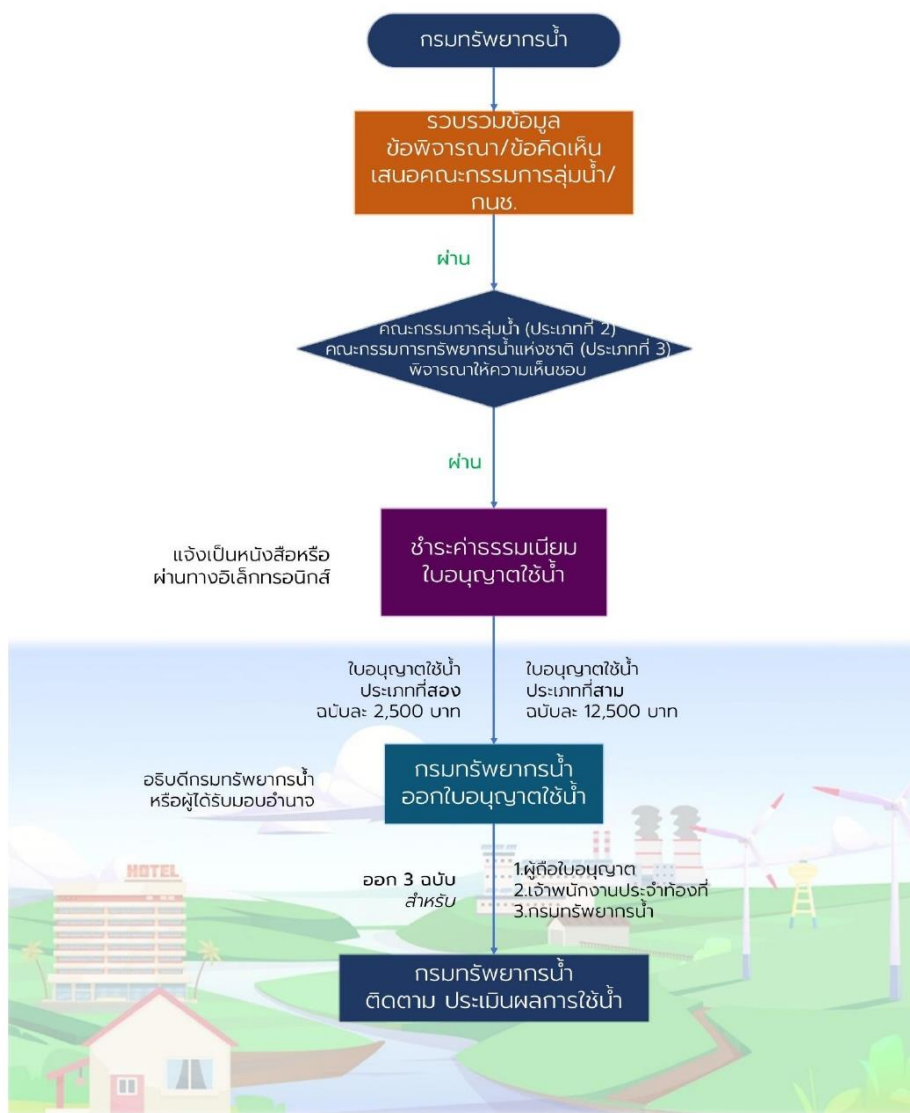 กรมทรัพยากรน้ำ
รวบรวมข้อมูล
ข้อพิจารณา/ข้อคิดเห็น
เสนอคณะกรรมการลุ่มน้ำ/
กนช.
ผ่าน
คณะกรรมการลุ่มน้ำ (ประเภทที่ 2)
คณะกรรมการทรัพยากรน้ำแห่งชาติ (ประเภทที่ 3)
พิจารณาให้ความเห็นชอบ
ผ่าน
แจ้งเป็นหนังสือหรือ
ผ่านทางอิเล็กทรอนิกส์
ชำระค่าธรรมเนียม
ใบอนุญาตใช้น้ำ
ใบอนุญาตใช้น้ำ
ประเภทที่สอง
ฉบับละ 2,500 บาท
ใบอนุญาตใช้น้ำ
ประเภทที่สาม
ฉบับละ 12,500 บาท
อธิบดีกรมทรัพยากรน้ำ
หรือผู้ได้รับมอบอำนาจ
กรมทรัพยากรน้ำ
ออกใบอนุญาตใช้น้ำ
ออก 3 ฉบับ
สำหรับ
1.ผู้ถือใบอนุญาต
2.เจ้าพนักงานประจำท้องที่
3.กรมทรัพยากรน้ำ
HOTEL
กรมทรัพยากรน้ำ
ติดตาม ประเมินผลการใช้น้ำ